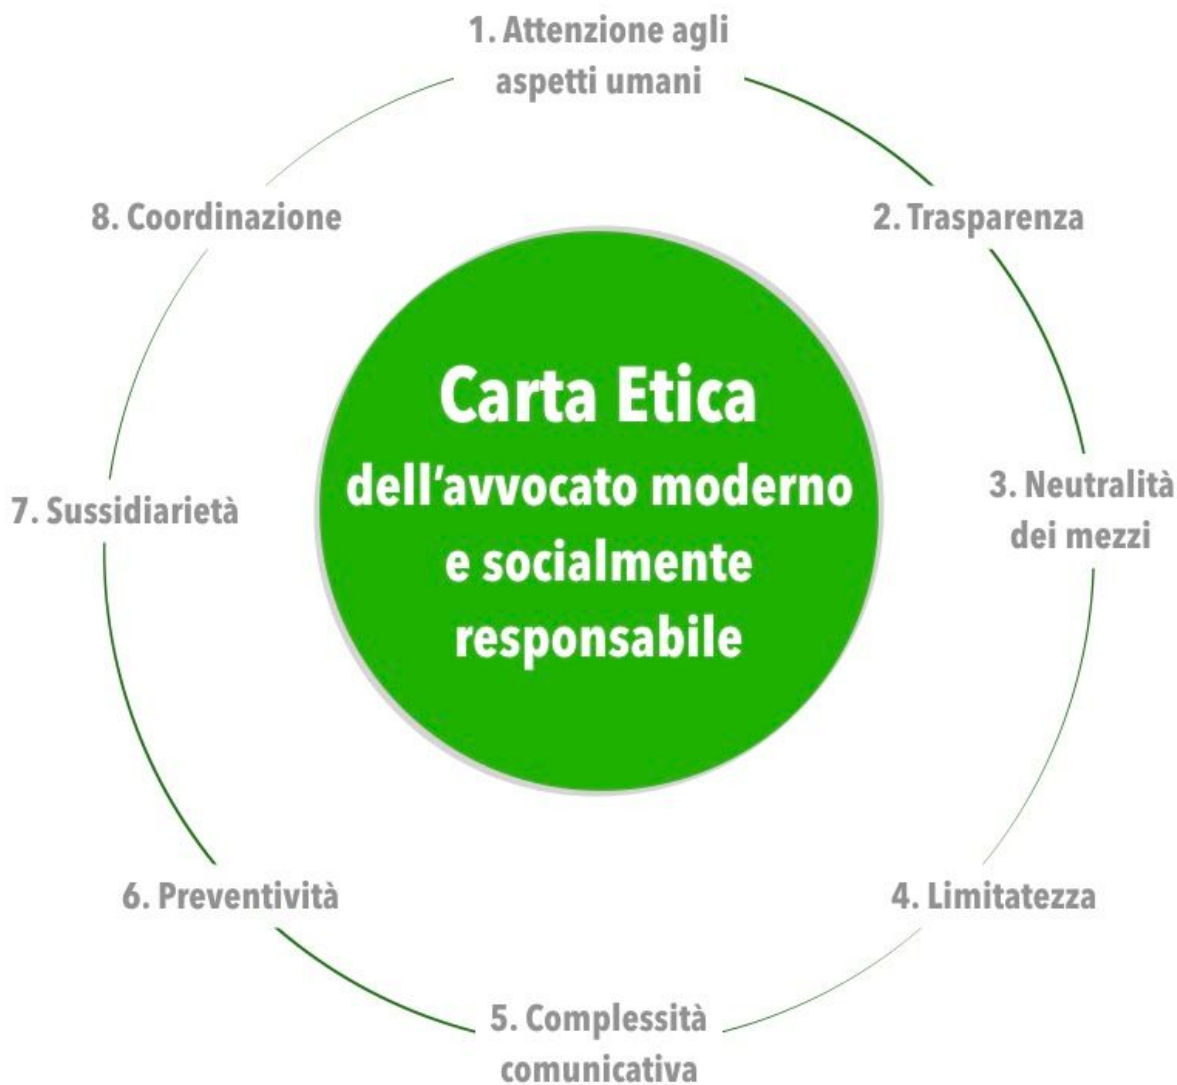 1. Attenzione agli
aspetti umani
2. Trasparenza
3. Neutralità
dei mezzi
4. Limitatezza
5. Complessità
comunicativa
6. Preventività
7. Sussidiarietà
8. Coordinazione
Carta Etica
dell'avvocato moderno
e socialmente
responsabile